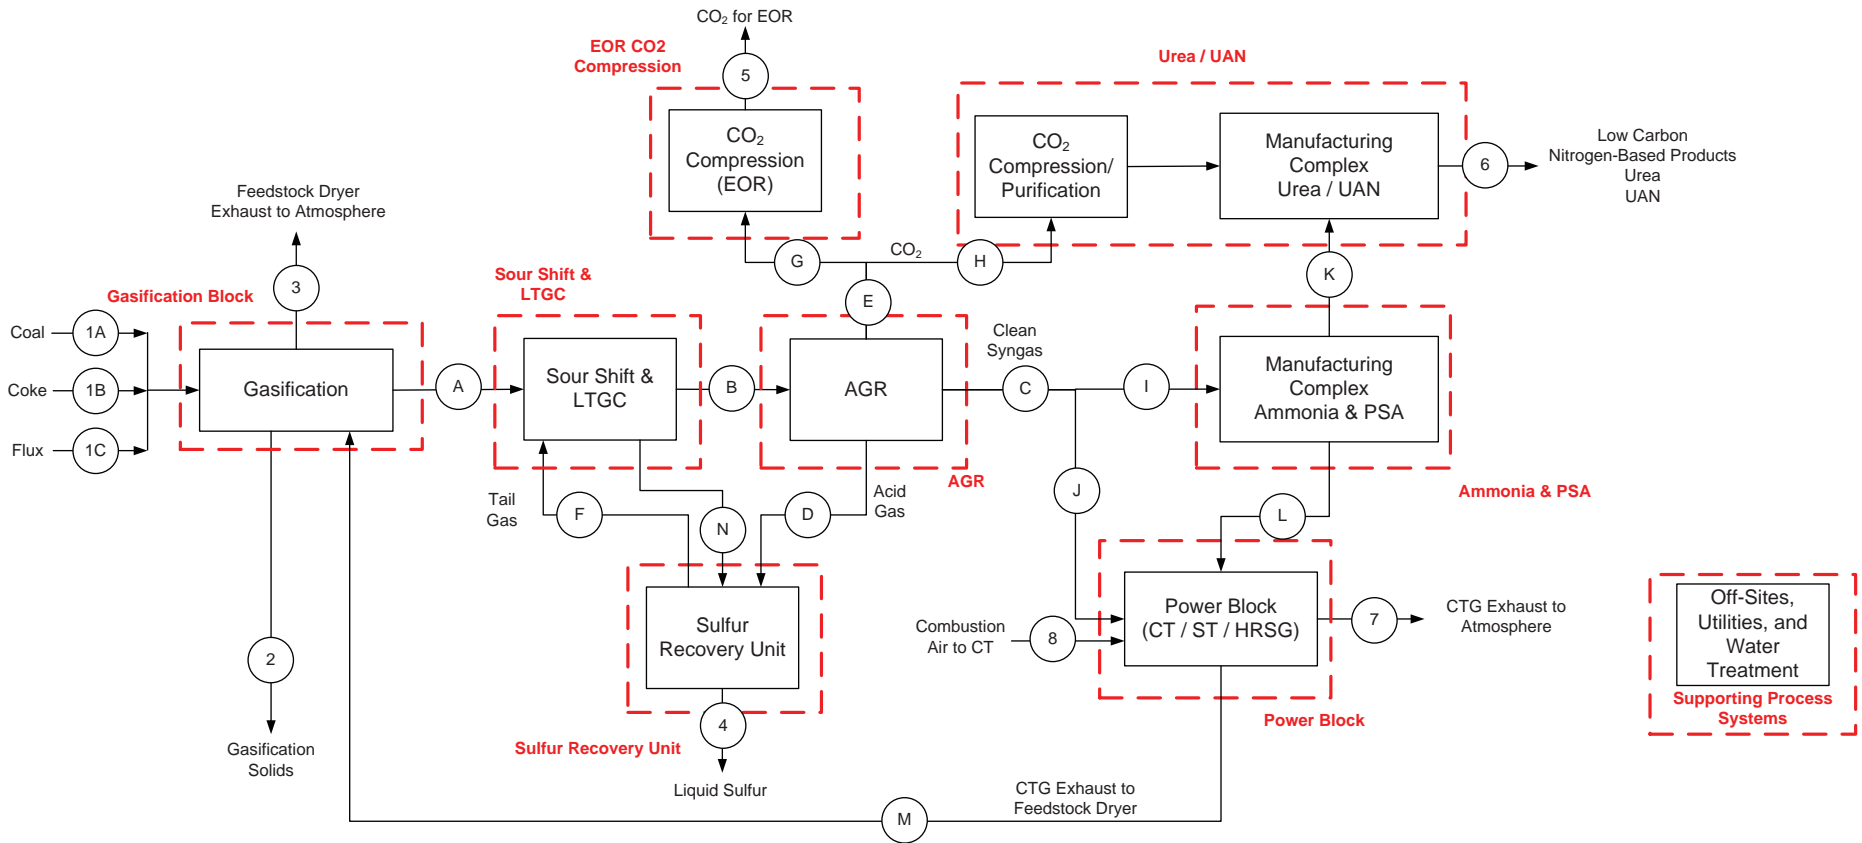 CO₂ for EOR
EOR CO2
Compression
5
CO₂
Compression
(EOR)
Urea / UAN
CO₂
Compression/
Purification
Manufacturing
Complex
Urea / UAN
6
Low Carbon
Nitrogen-Based Products
Urea
UAN
Feedstock Dryer
Exhaust to Atmosphere
3
G
CO₂
H
E
K
Gasification Block
Sour Shift &
LTGC
Coal
1A
Coke
1B
Flux
1C
Gasification
A
Sour Shift &
LTGC
B
AGR
AGR
Clean
Syngas
C
I
Manufacturing
Complex
Ammonia & PSA
Ammonia & PSA
Tail
Gas
F
N
D
Acid
Gas
J
L
2
Gasification
Solids
Sulfur
Recovery Unit
4
Sulfur Recovery Unit
Liquid Sulfur
Combustion
Air to CT
8
Power Block
(CT / ST / HRSG)
7
CTG Exhaust to
Atmosphere
Power Block
Off-Sites,
Utilities, and
Water
Treatment
Supporting Process
Systems
M
CTG Exhaust to
Feedstock Dryer